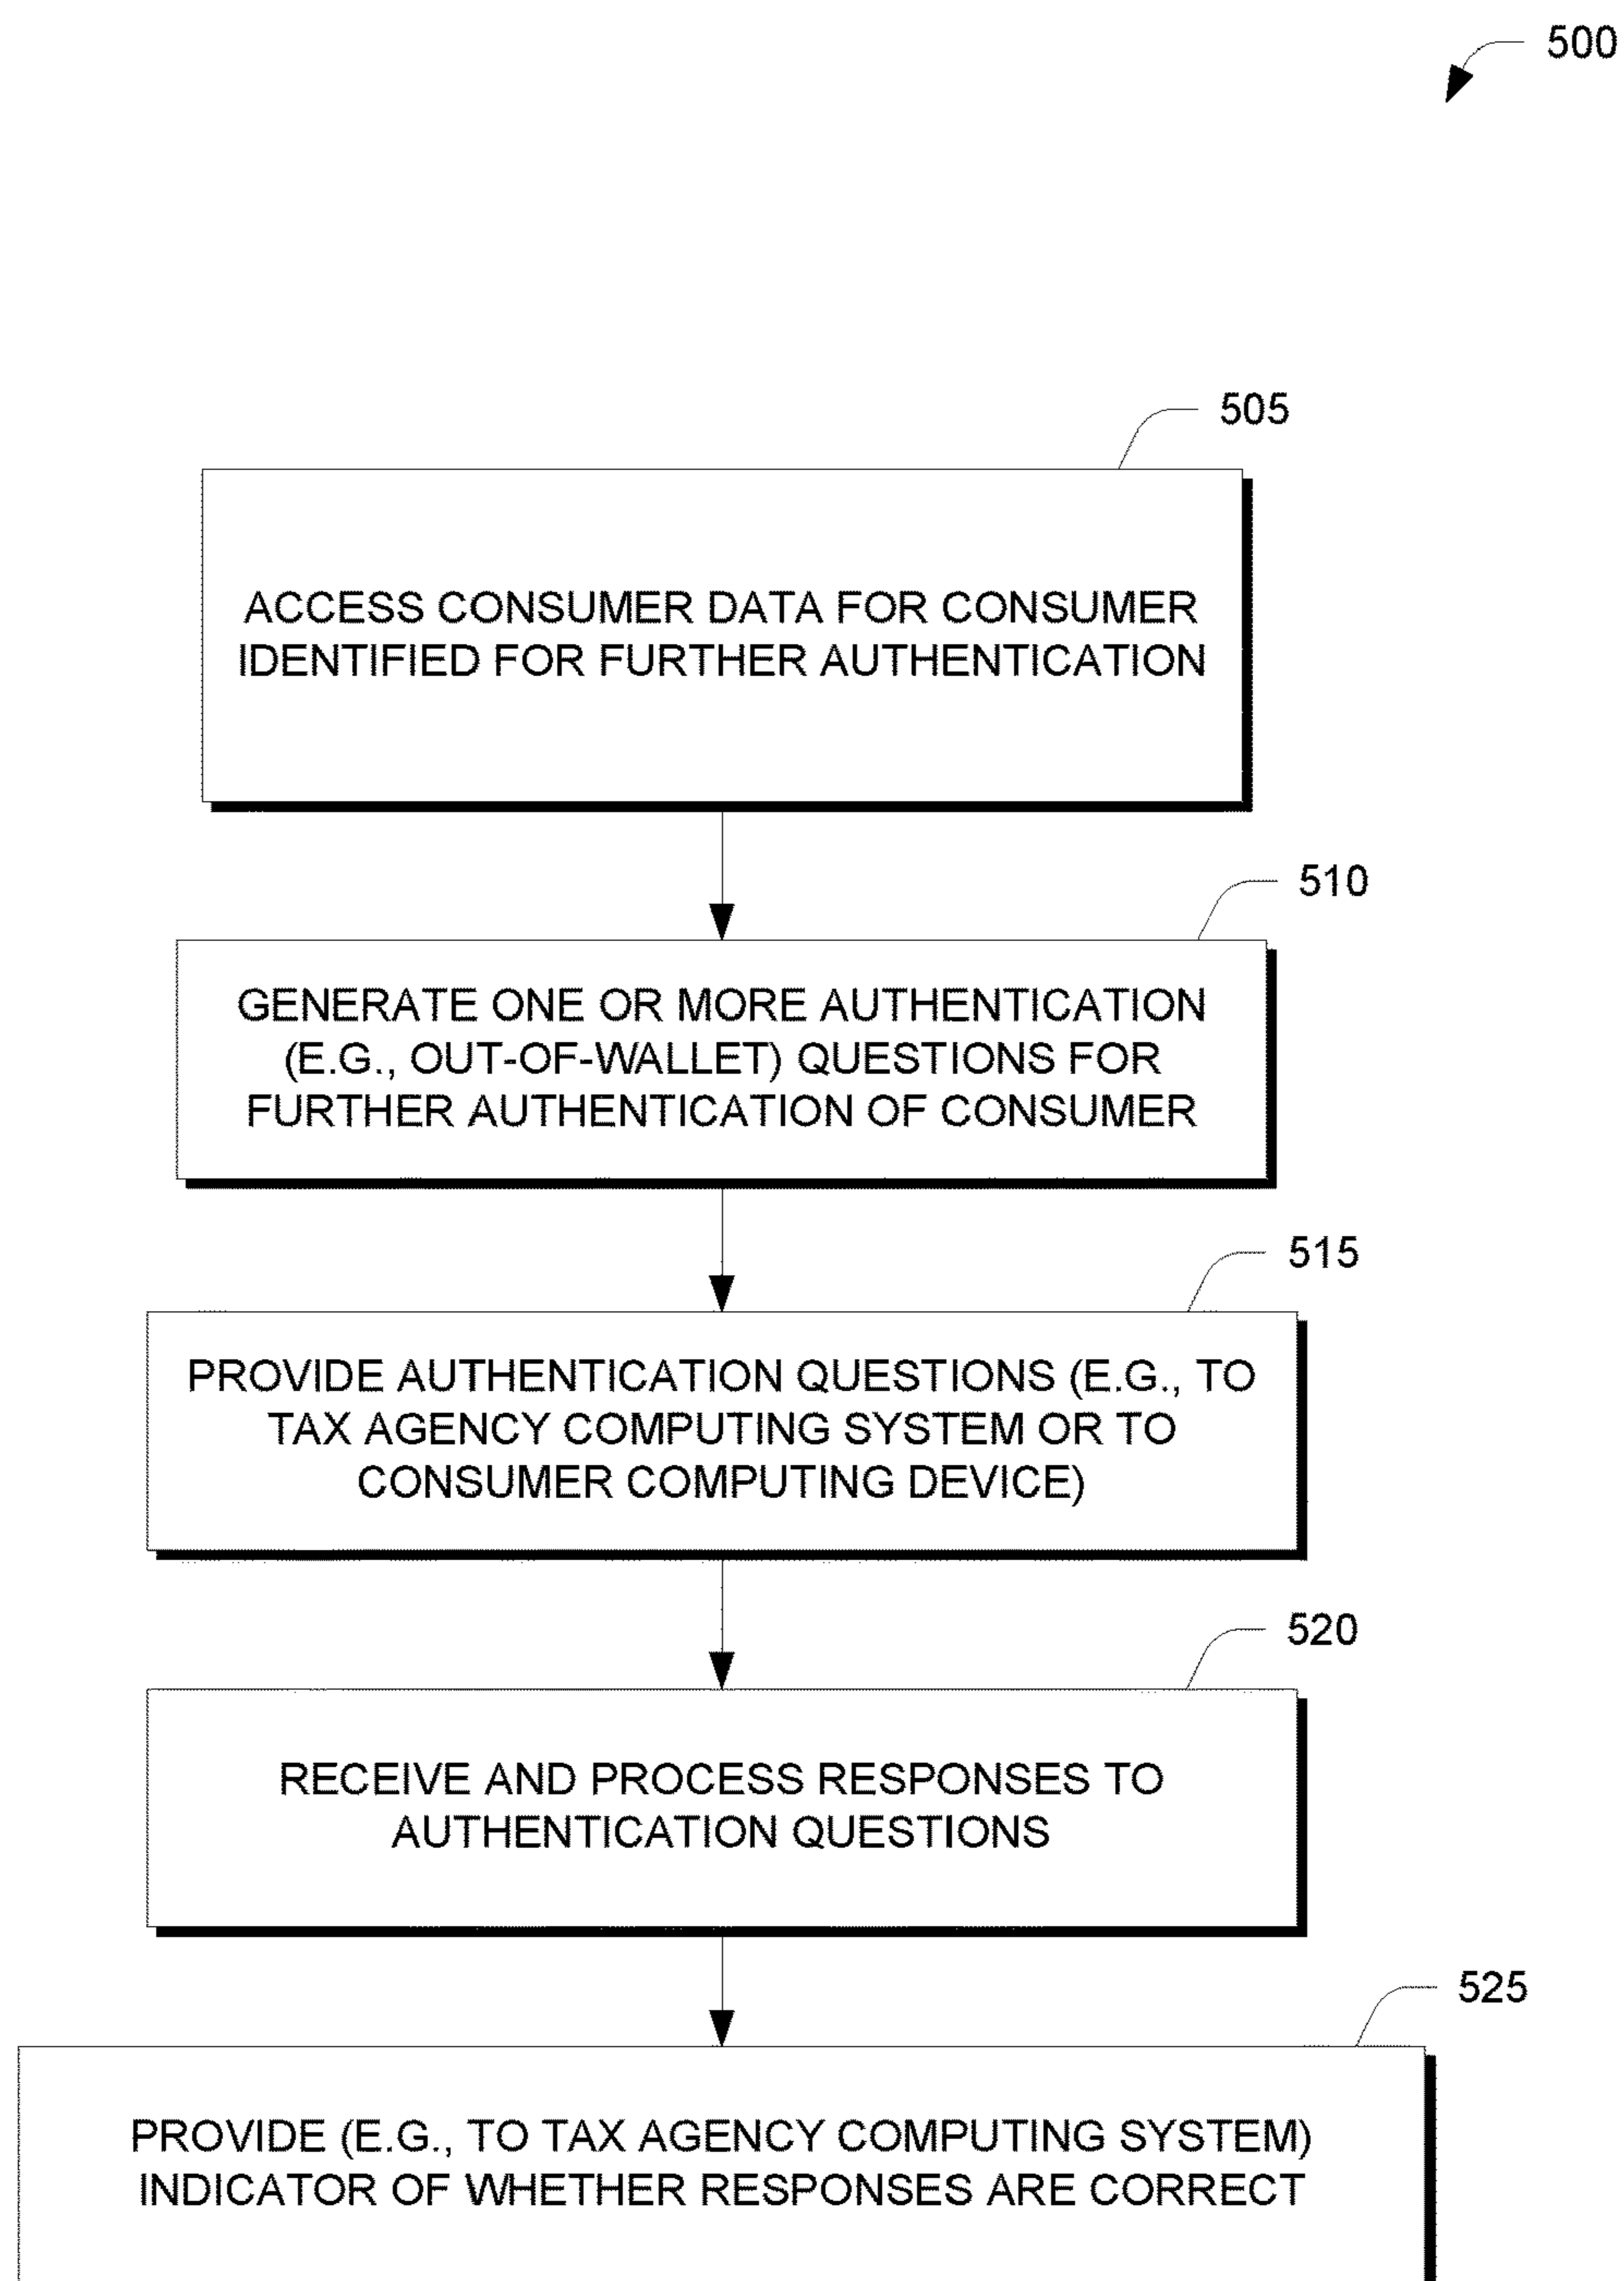 500
505
ACCESS CONSUMER DATA FOR CONSUMER
IDENTIFIED FOR FURTHER AUTHENTICATION
510
GENERATE ONE OR MORE AUTHENTICATION
(E.G., OUT-OF-WALLET) QUESTIONS FOR
FURTHER AUTHENTICATION OF CONSUMER
515
PROVIDE AUTHENTICATION QUESTIONS (E.G., TO
TAX AGENCY COMPUTING SYSTEM OR TO
CONSUMER COMPUTING DEVICE)
520
RECEIVE AND PROCESS RESPONSES TO
AUTHENTICATION QUESTIONS
525
PROVIDE (E.G., TO TAX AGENCY COMPUTING SYSTEM)
INDICATOR OF WHETHER RESPONSES ARE CORRECT